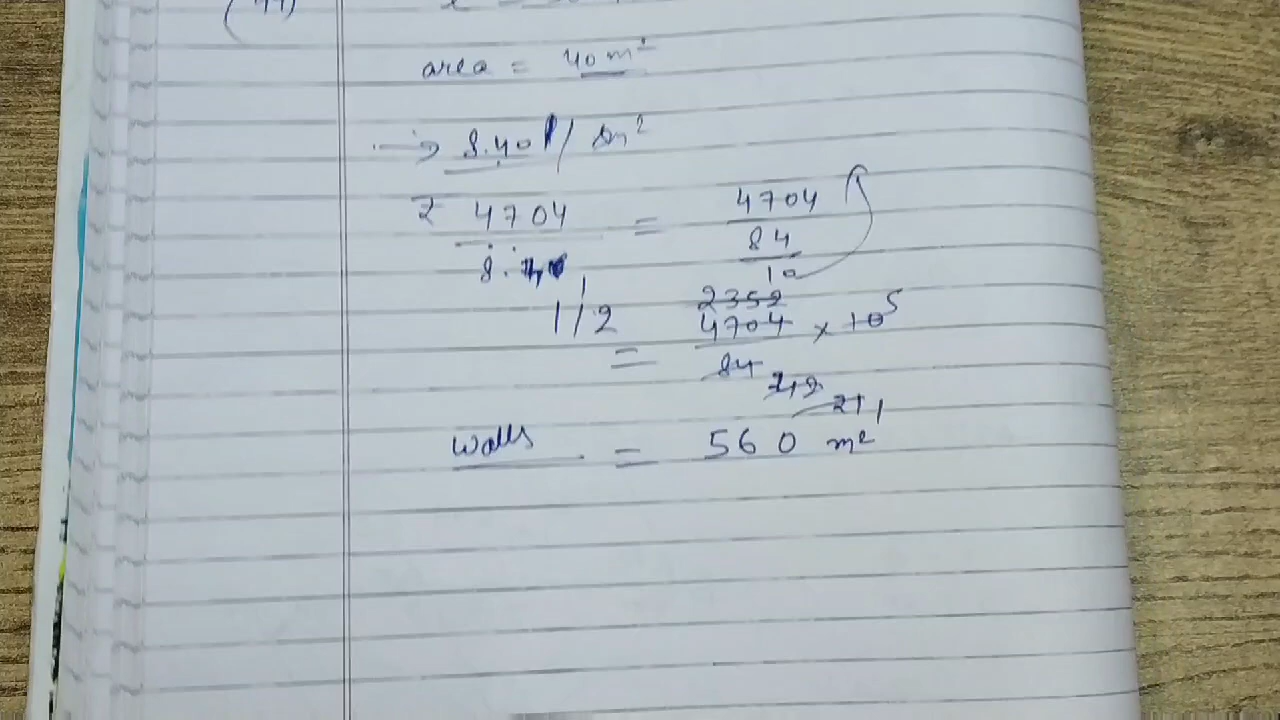 area = 40 m²
→ 8.40 / m²
₹ 4704 = 4704
8.40 84
10
112 2352
= 4704 × 10 5
84 42
21 1
walls = 560 m²